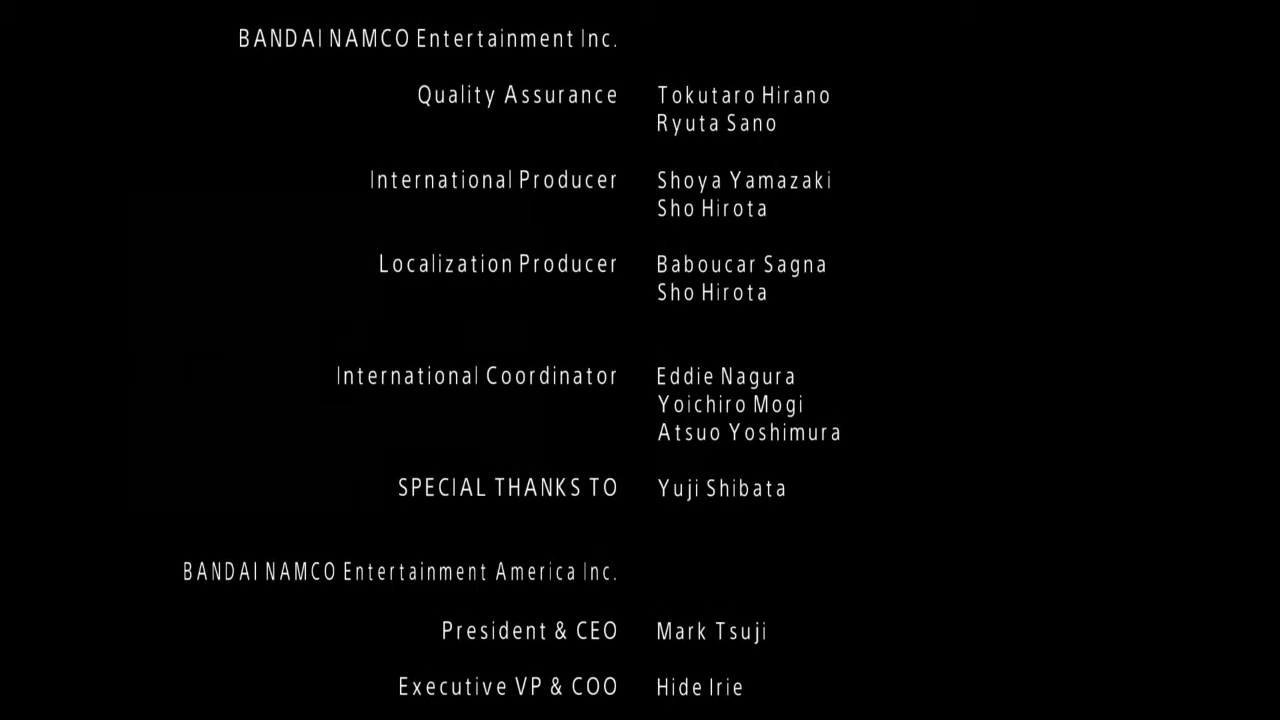 BANDAI NAMCO Entertainment Inc.
Quality Assurance Tokutaro Hirano
Ryuta Sano
International Producer Shoya Yamazaki
Sho Hirota
Localization Producer Baboucar Sagna
Sho Hirota
International Coordinator Eddie Nagura
Yoichiro Mogi
Atsuo Yoshimura
SPECIAL THANKS TO Yuji Shibata
BANDAI NAMCO Entertainment America Inc.
President & CEO Mark Tsuji
Executive VP & COO Hide Irie